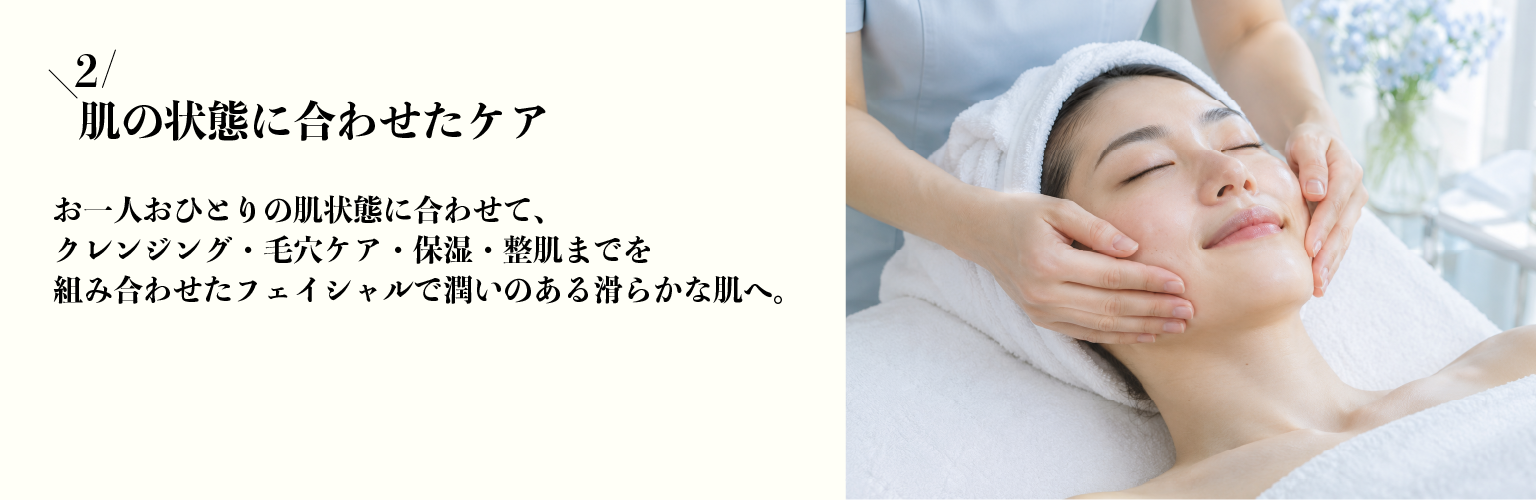 2
肌の状態に合わせたケア
お一人おひとりの肌状態に合わせて、
クレンジング・毛穴ケア・保湿・整肌までを
組み合わせたフェイシャルで潤いのある滑らかな肌へ。